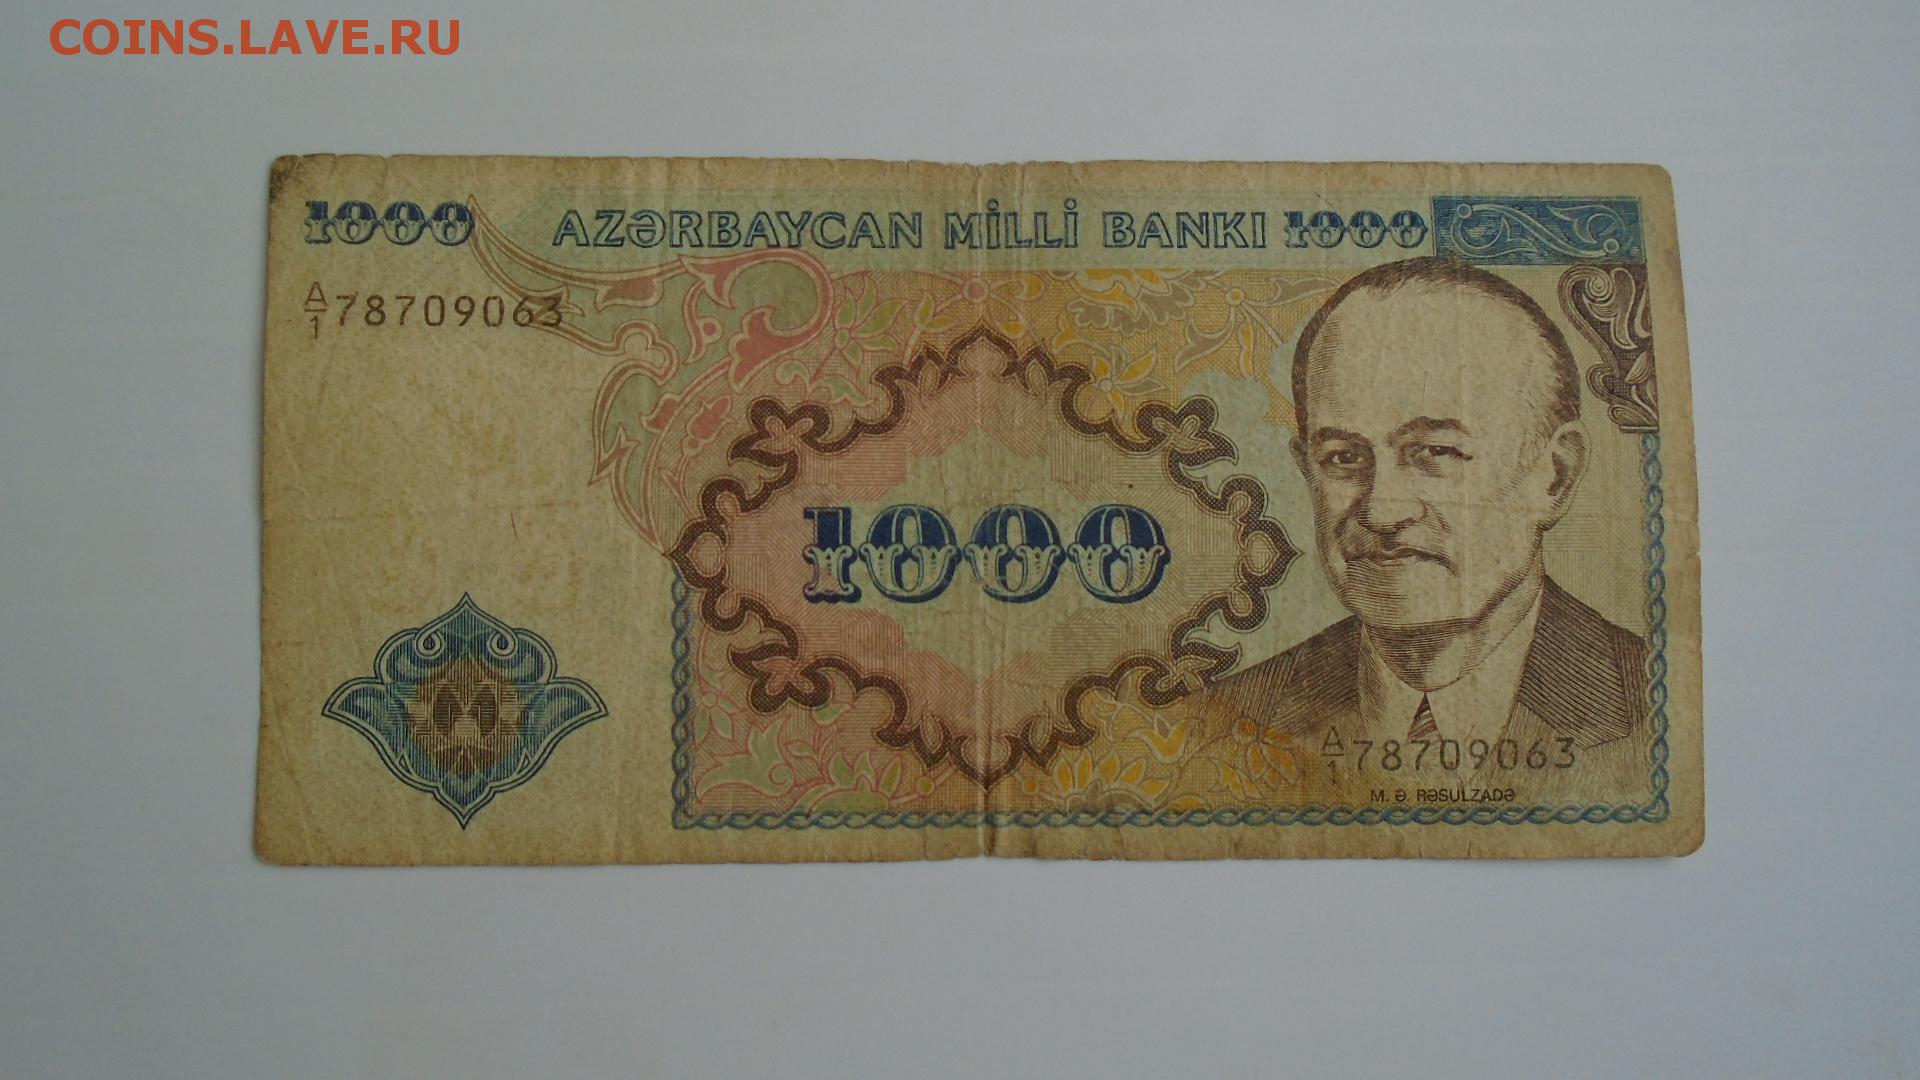 COINS.LAVE.RU
1000 AZƏRBAYCAN MİLLİ BANKI 1000
A/1 78709063
1000
M
A/1 78709063
M. Ə. RƏSULZADƏ